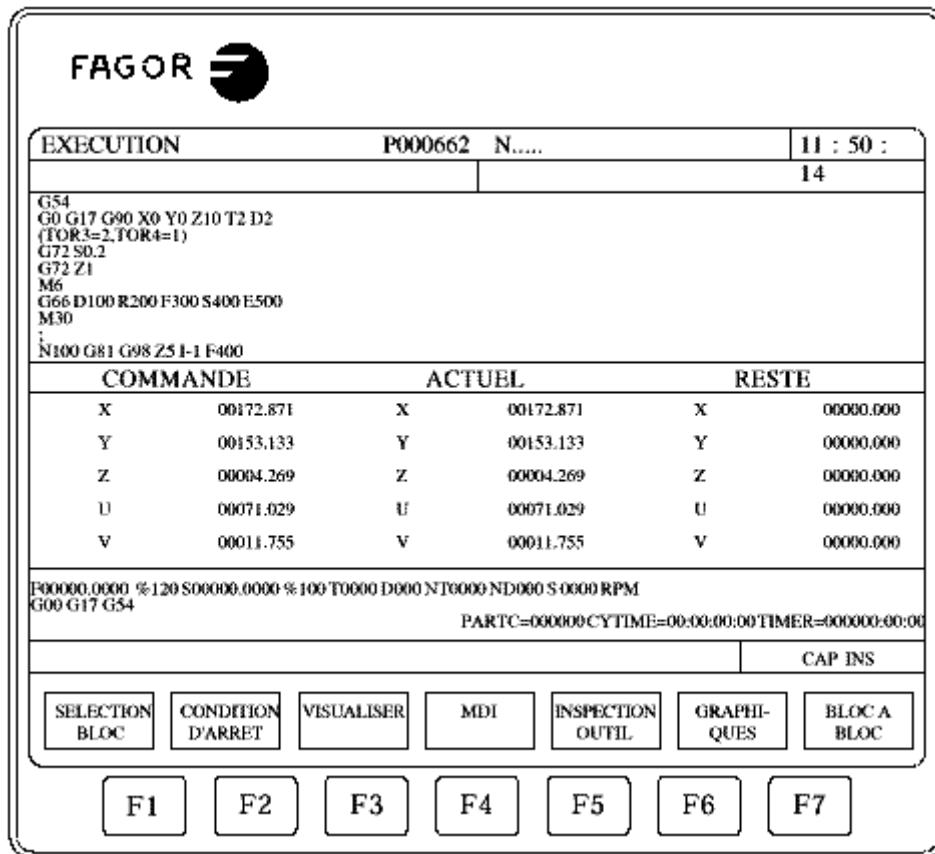 FAGOR
EXECUTION P000662 N..... 11 : 50 :
14
G54
G0 G17 G90 X0 Y0 Z10 T2 D2
(TOR3=2,TOR4=1)
G72 S0.2
G72 Z1
M6
G66 D100 R200 F300 S400 E500
M30
;
N100 G81 G98 Z5 I-1 F400
COMMANDE ACTUEL RESTE
X 00172.871 X 00172.871 X 00000.000
Y 00153.133 Y 00153.133 Y 00000.000
Z 00004.269 Z 00004.269 Z 00000.000
U 00071.029 U 00071.029 U 00000.000
V 00011.755 V 00011.755 V 00000.000
F00000.0000 %120 S00000.0000 %100 T0000 D000 NT0000 ND000 S 0000 RPM
G00 G17 G54
PARTC=000000 CYTIME=00:00:00:00 TIMER=000000:00:00
CAP INS
SELECTION BLOC
CONDITION D'ARRET
VISUALISER
MDI
INSPECTION OUTIL
GRAPHI-QUES
BLOC A BLOC
F1 F2 F3 F4 F5 F6 F7